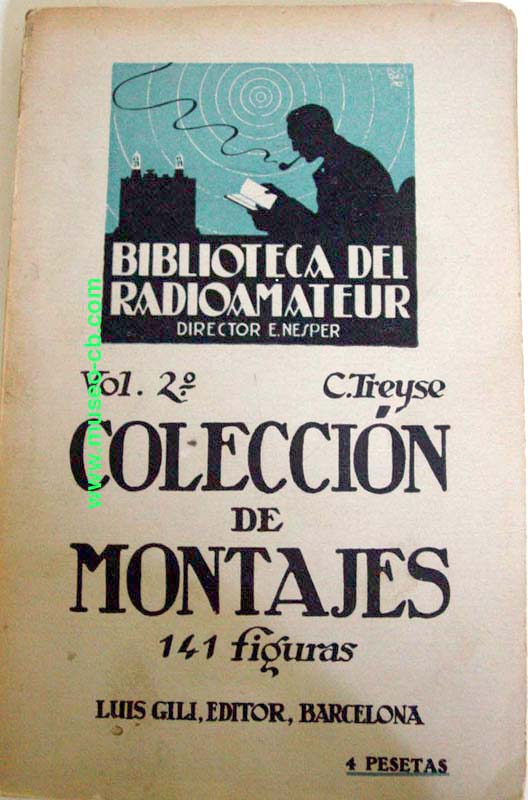 BIBLIOTECA DEL
RADIOAMATEUR
DIRECTOR E. NESPER
Vol. 2º C. Treyse
COLECCIÓN
DE
MONTAJES
141 figuras
LUIS GILI, EDITOR, BARCELONA
4 PESETAS
www.museo-cb.com